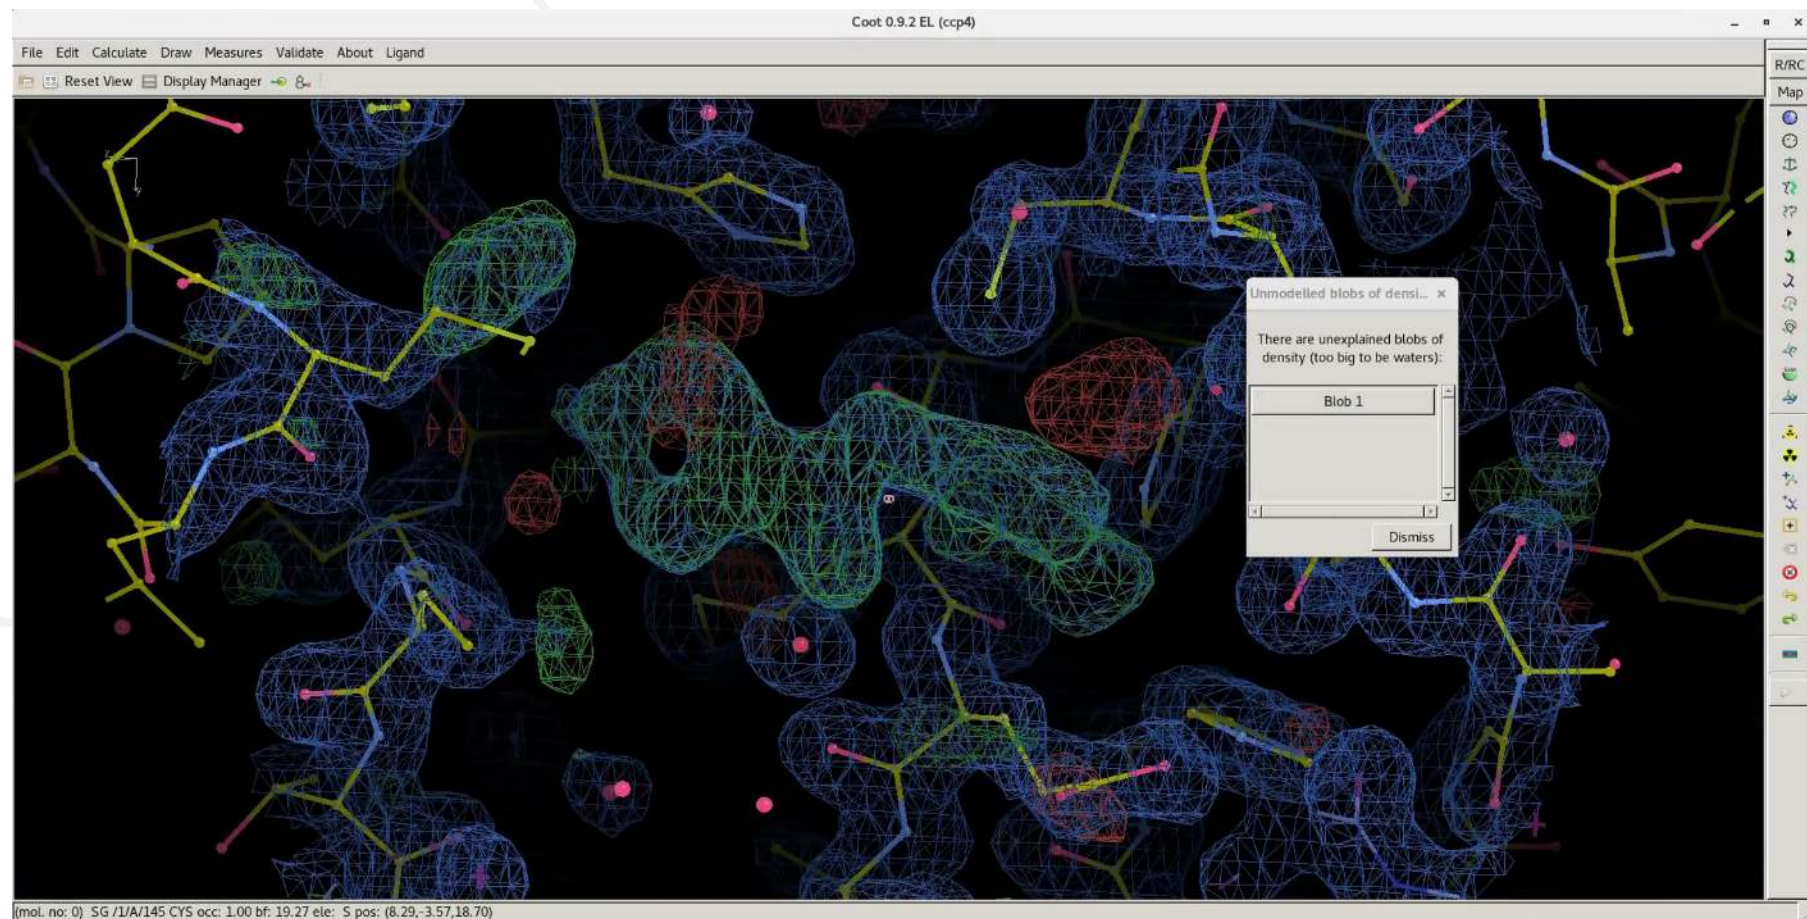 Coot 0.9.2 EL (ccp4)
File Edit Calculate Draw Measures Validate About Ligand
Reset View Display Manager
R/RC
Map
Unmodelled blobs of densi...
There are unexplained blobs of
density (too big to be waters):
Blob 1
Dismiss
(mol. no: 0) SG /1/A/145 CYS occ: 1.00 bf: 19.27 ele: S pos: (8.29,-3.57,18.70)